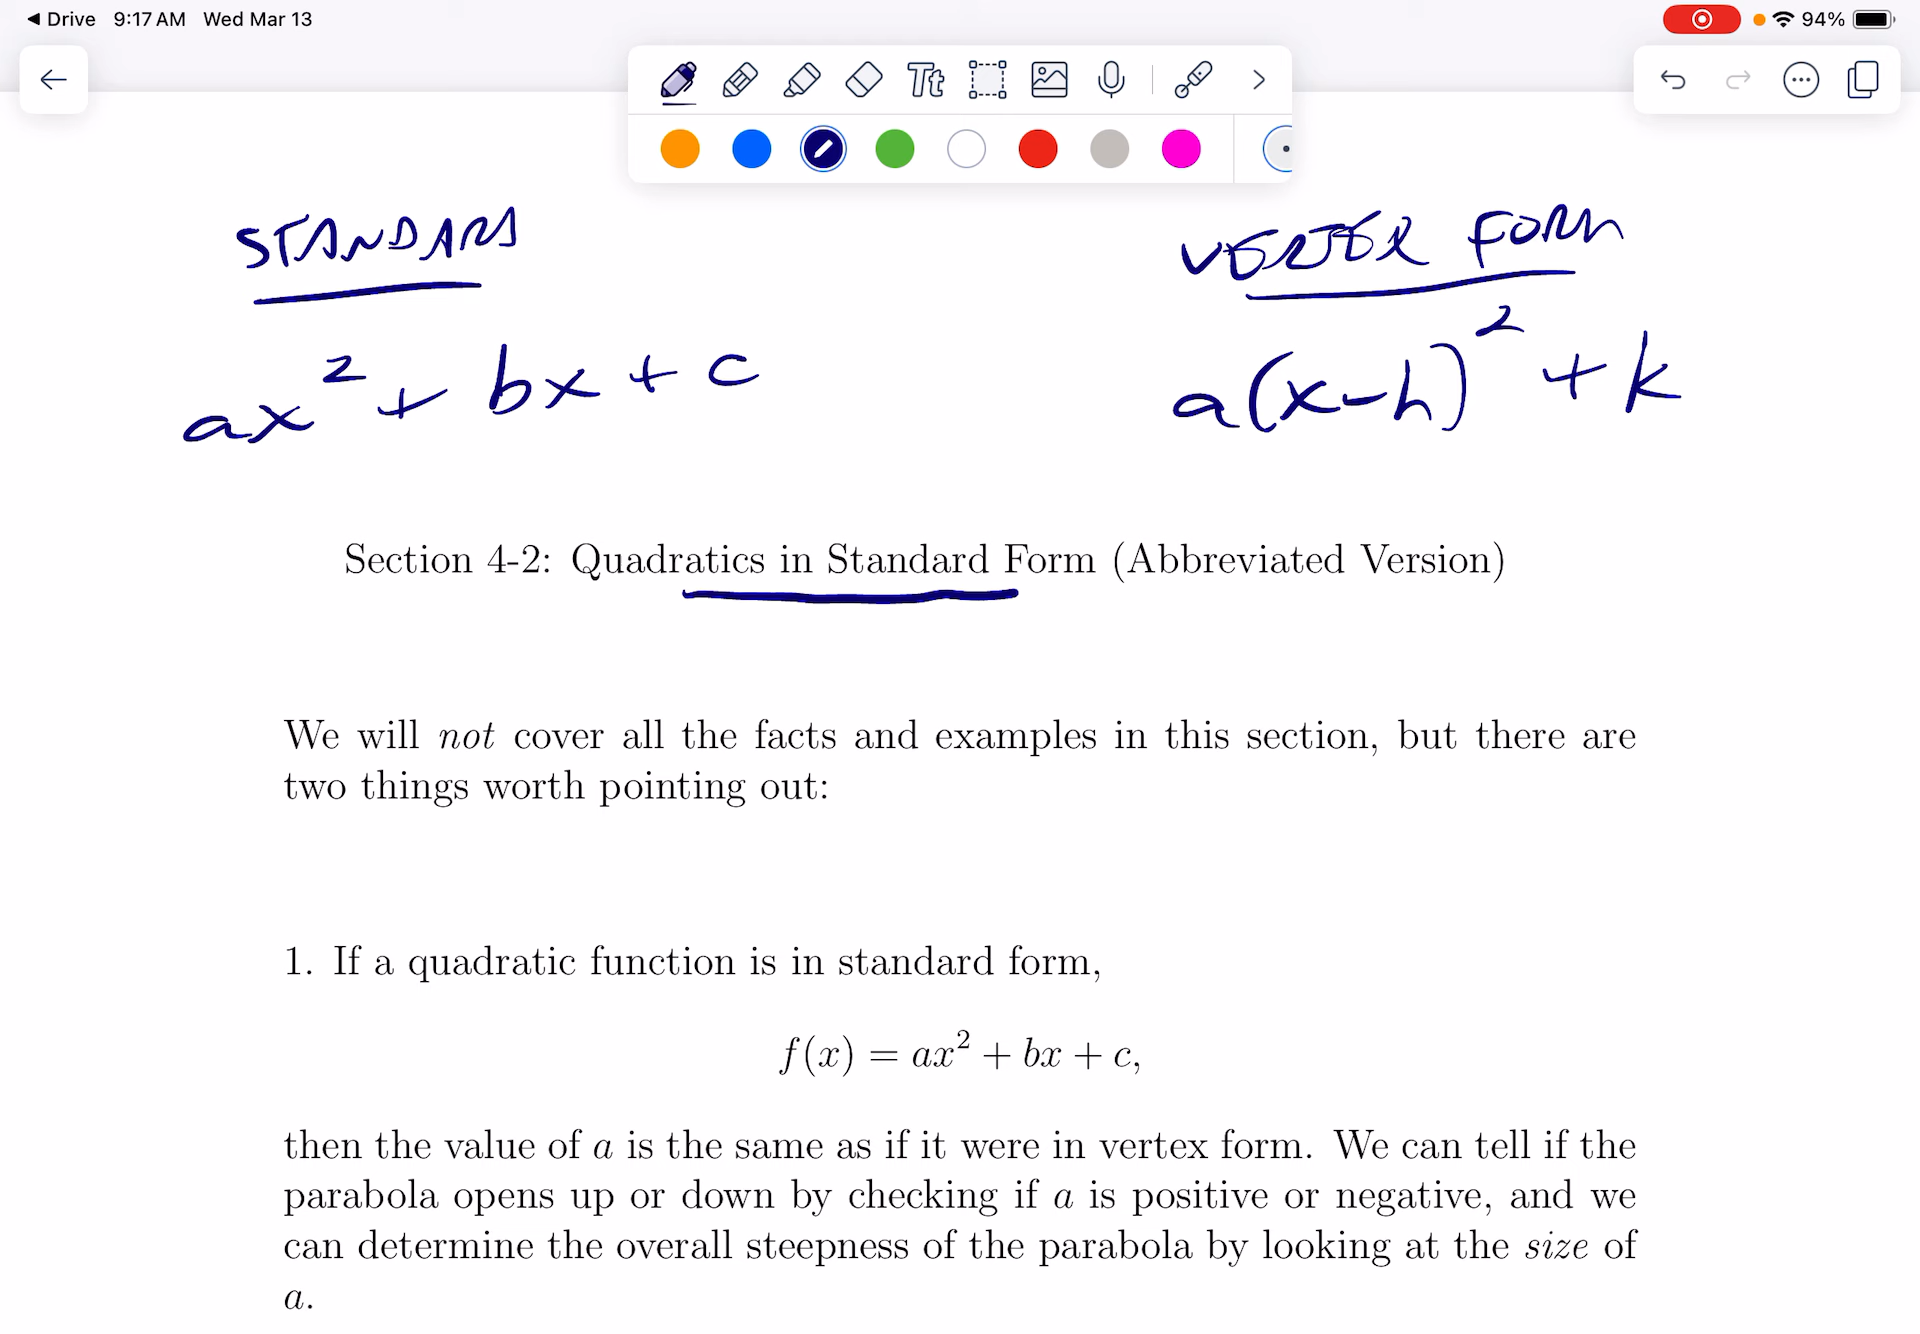 ◀ Drive 9:17 AM Wed Mar 13 94%
Tt
STANDARD VERTEX FORM
ax² + bx + c a(x-h)² + k
Section 4-2: Quadratics in Standard Form (Abbreviated Version)
We will not cover all the facts and examples in this section, but there are
two things worth pointing out:
1. If a quadratic function is in standard form,
f(x) = ax² + bx + c,
then the value of a is the same as if it were in vertex form. We can tell if the
parabola opens up or down by checking if a is positive or negative, and we
can determine the overall steepness of the parabola by looking at the size of
a.